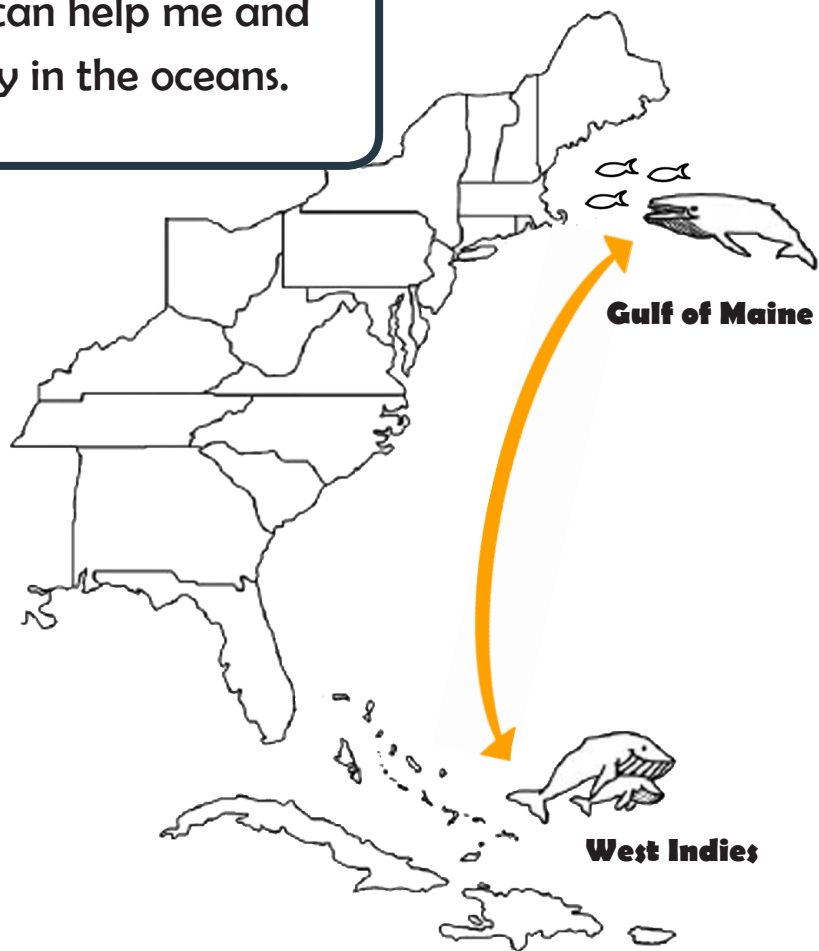 can help me and
y in the oceans.
Gulf of Maine
West Indies